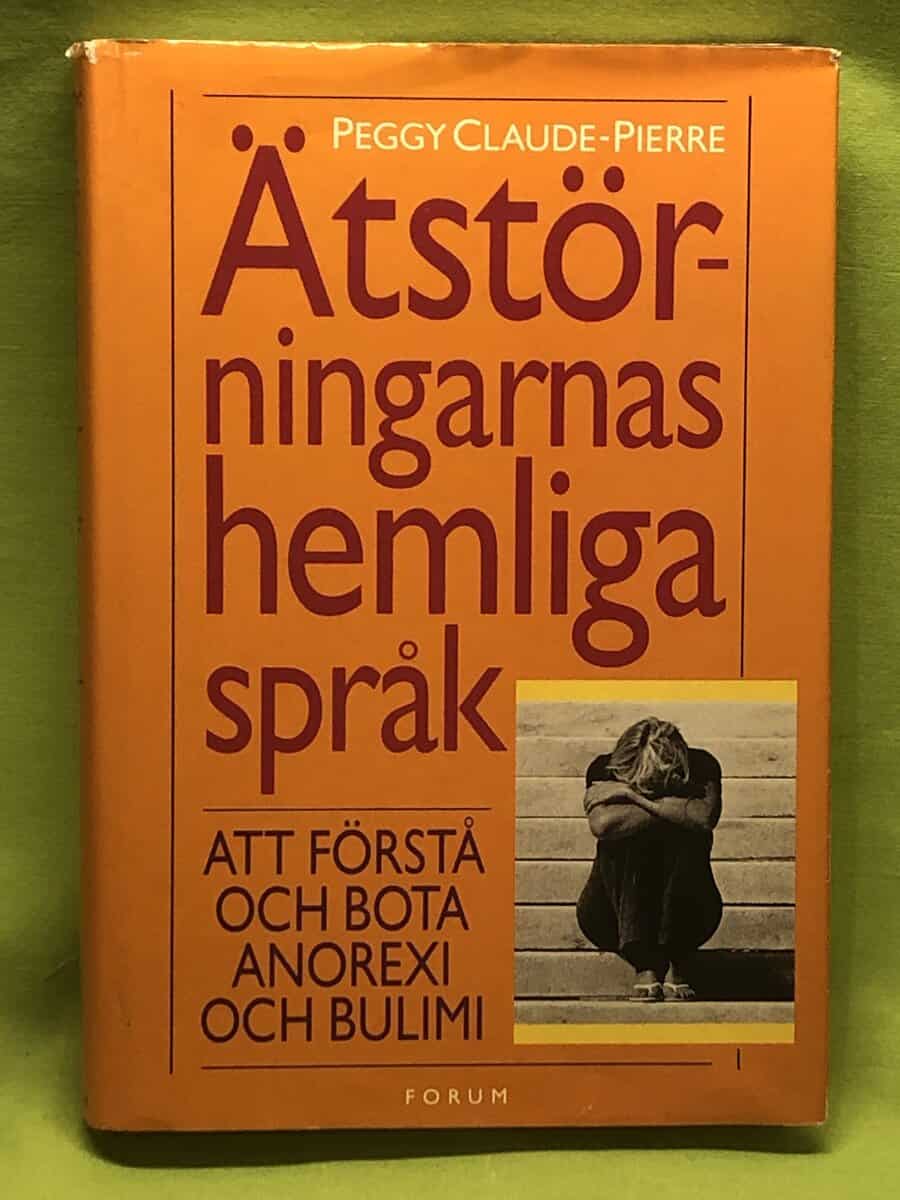 PEGGY CLAUDE-PIERRE
Ätstör-
ningarnas
hemliga
språk
ATT FÖRSTÅ
OCH BOTA
ANOREXI
OCH BULIMI
FORUM